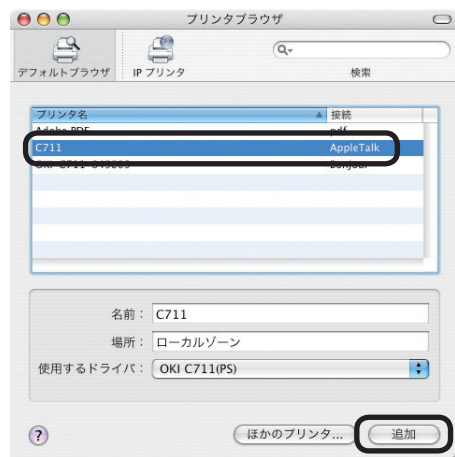 プリンタブラウザ
デフォルトブラウザ IP プリンタ 検索
プリンタ名 接続
Adobe PDF pdf
C711 AppleTalk
Bonjour
名前： C711
場所： ローカルゾーン
使用するドライバ： OKI C711(PS)
? ほかのプリンタ... 追加